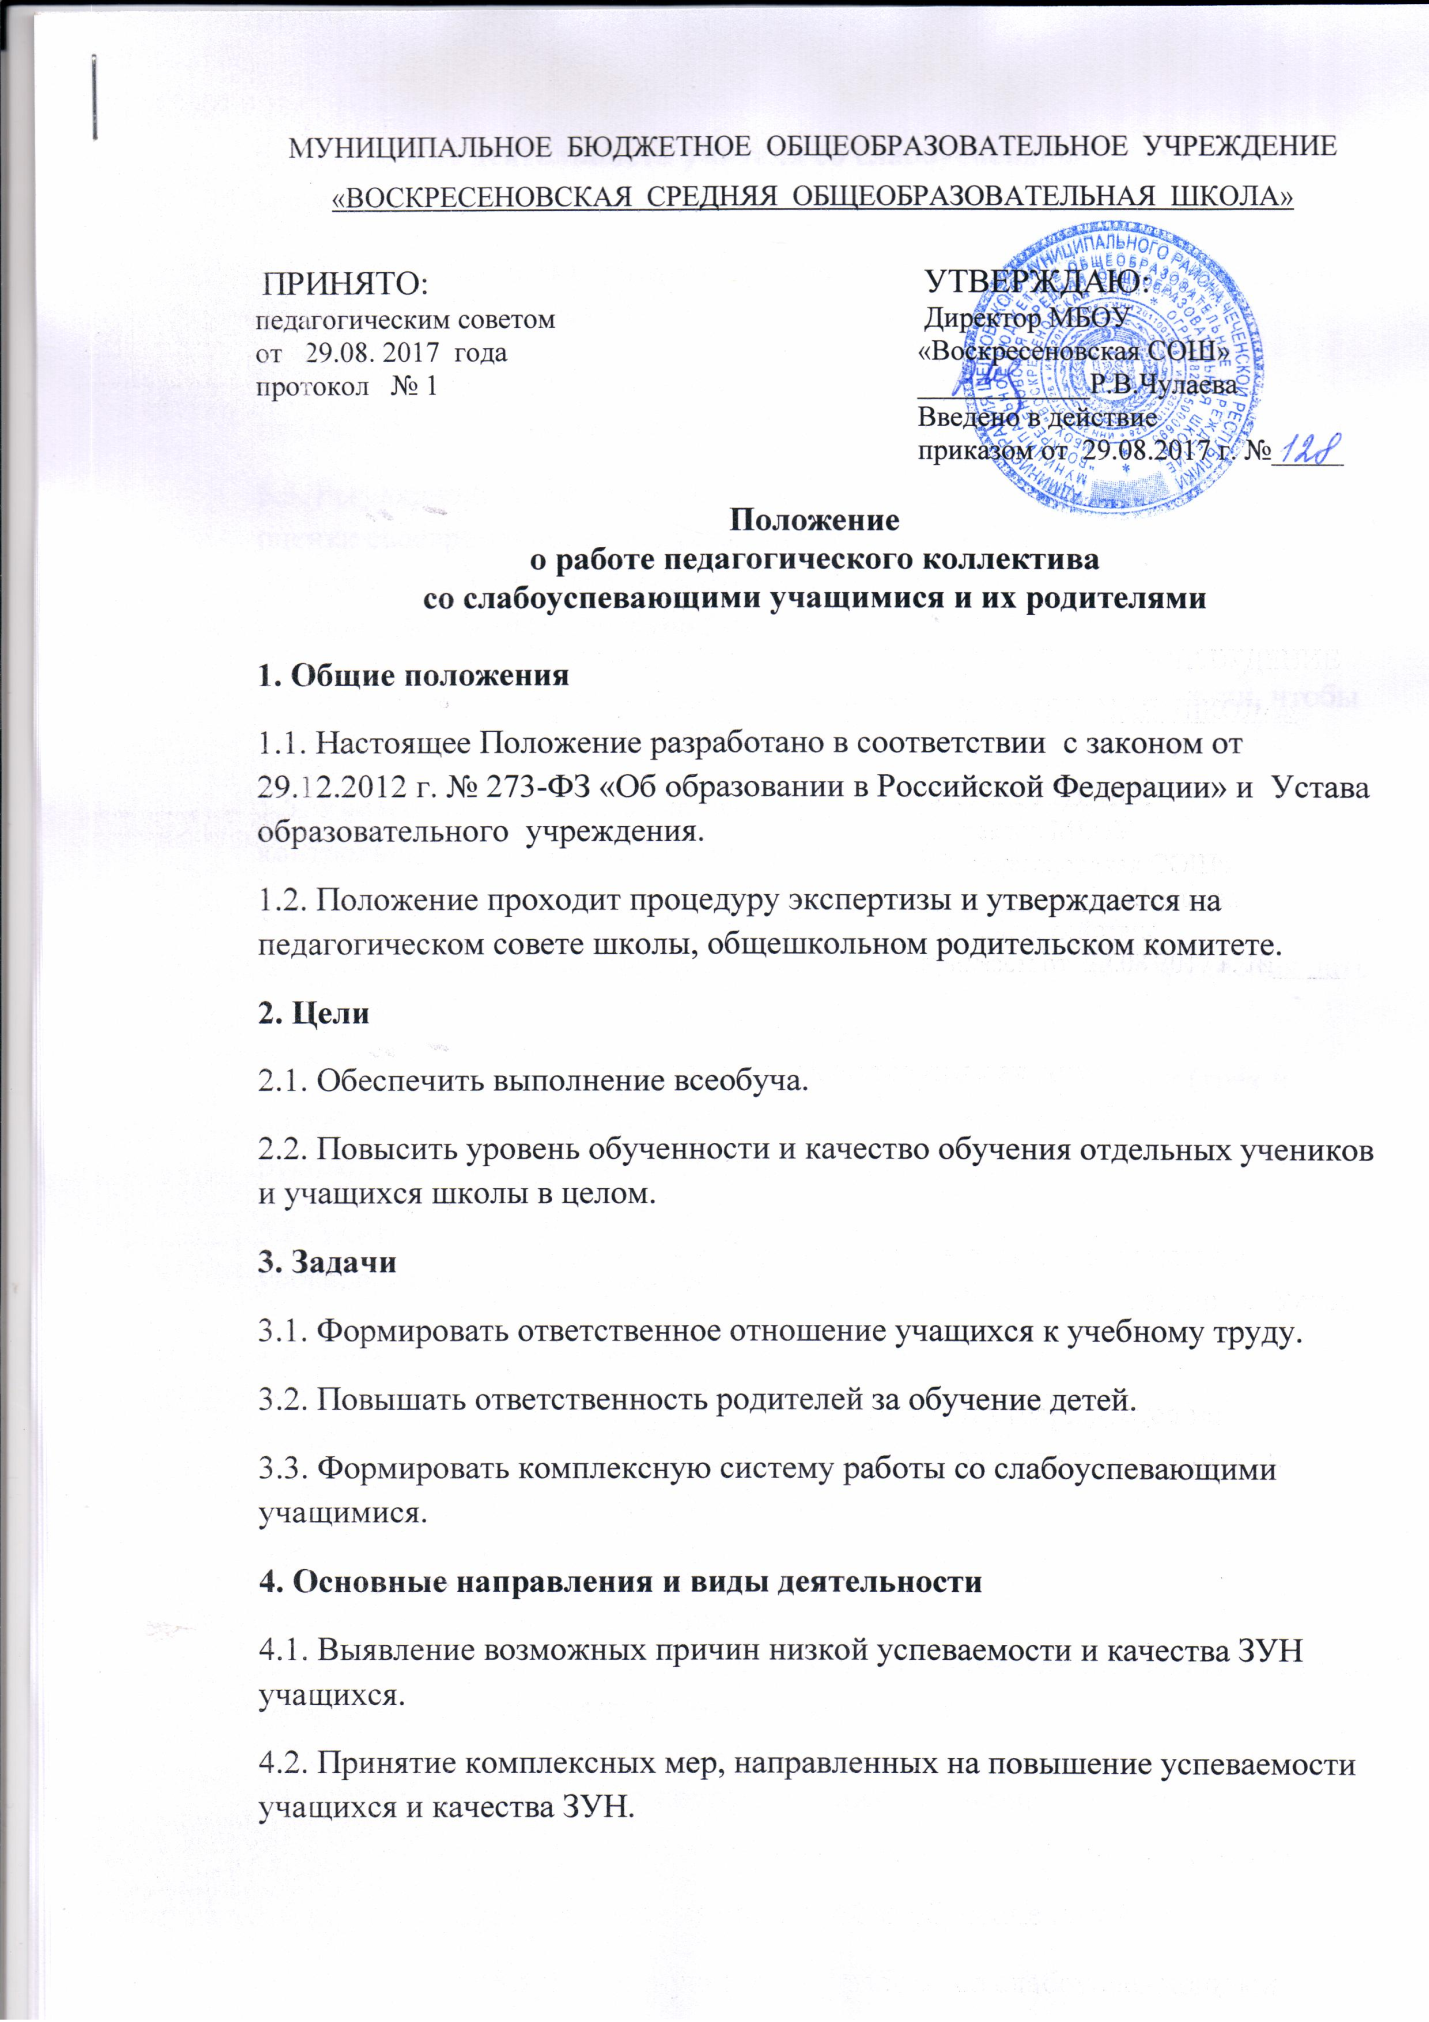 МУНИЦИПАЛЬНОЕ БЮДЖЕТНОЕ ОБЩЕОБРАЗОВАТЕЛЬНОЕ УЧРЕЖДЕНИЕ
«ВОСКРЕСЕНОВСКАЯ СРЕДНЯЯ ОБЩЕОБРАЗОВАТЕЛЬНАЯ ШКОЛА»
ПРИНЯТО:
педагогическим советом
от 29.08. 2017 года
протокол № 1
УТВЕРЖДАЮ:
Директор МБОУ
«Воскресеновская СОШ»
____________Р.В.Чулаева
Введено в действие
приказом от 29.08.2017 г. № 128
Положение
о работе педагогического коллектива
со слабоуспевающими учащимися и их родителями
1. Общие положения
1.1. Настоящее Положение разработано в соответствии с законом от
29.12.2012 г. № 273-ФЗ «Об образовании в Российской Федерации» и Устава
образовательного учреждения.
1.2. Положение проходит процедуру экспертизы и утверждается на
педагогическом совете школы, общешкольном родительском комитете.
2. Цели
2.1. Обеспечить выполнение всеобуча.
2.2. Повысить уровень обученности и качество обучения отдельных учеников
и учащихся школы в целом.
3. Задачи
3.1. Формировать ответственное отношение учащихся к учебному труду.
3.2. Повышать ответственность родителей за обучение детей.
3.3. Формировать комплексную систему работы со слабоуспевающими
учащимися.
4. Основные направления и виды деятельности
4.1. Выявление возможных причин низкой успеваемости и качества ЗУН
учащихся.
4.2. Принятие комплексных мер, направленных на повышение успеваемости
учащихся и качества ЗУН.